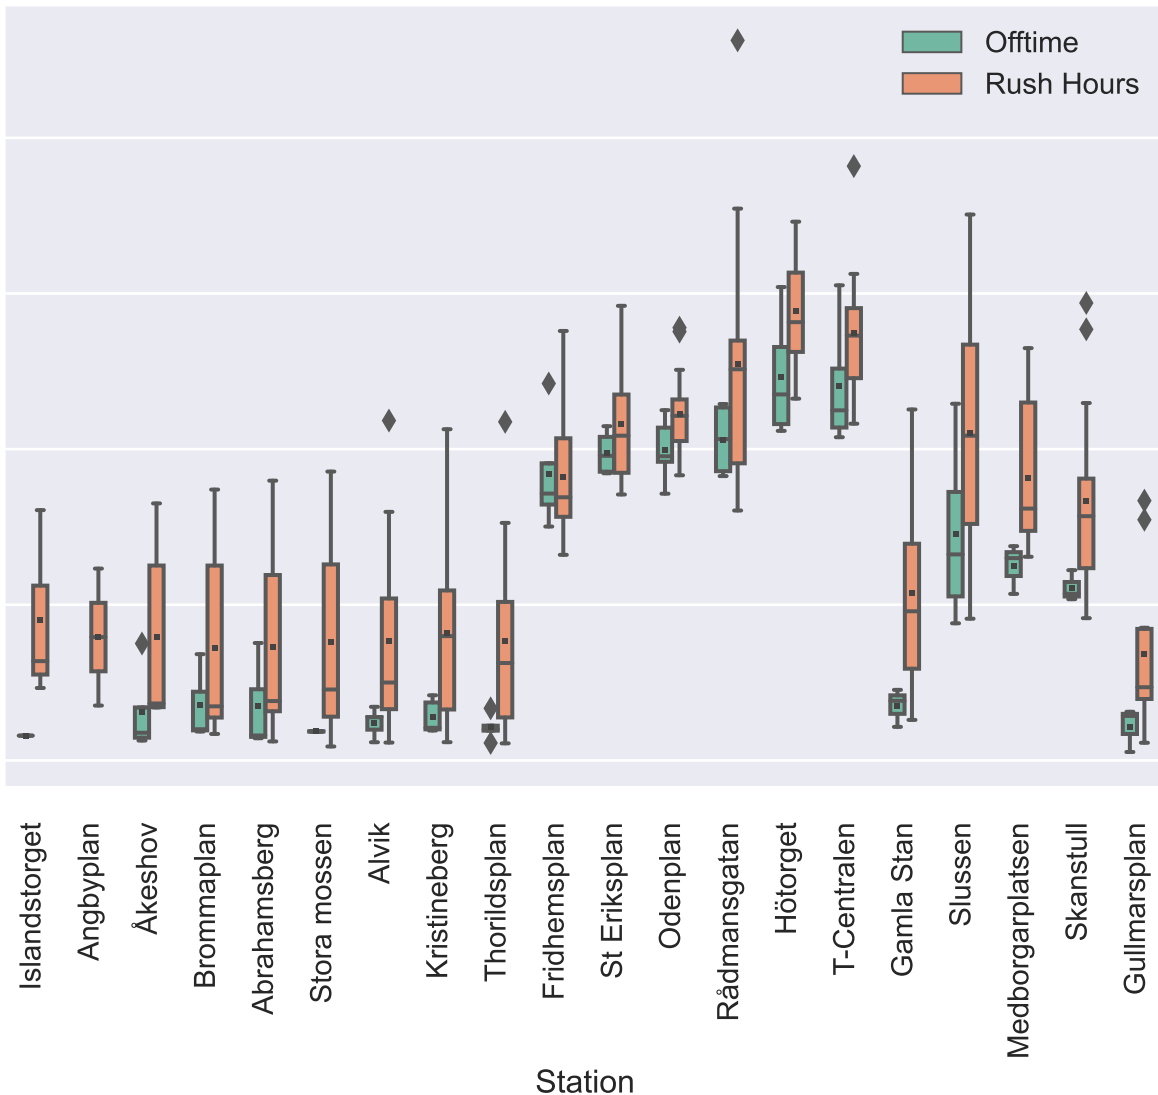 Offtime
Rush Hours
Islandstorget
Ängbyplan
Åkeshov
Brommaplan
Abrahamsberg
Stora mossen
Alvik
Kristineberg
Thorildsplan
Fridhemsplan
St Eriksplan
Odenplan
Rådmansgatan
Hötorget
T-Centralen
Gamla Stan
Slussen
Medborgarplatsen
Skanstull
Gullmarsplan
Station